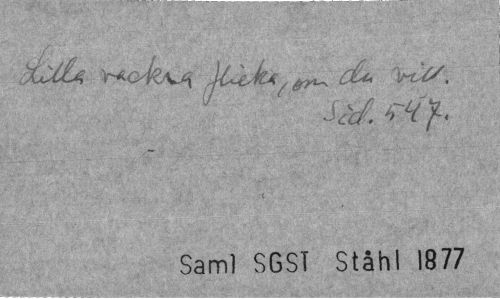 Lilla vackra flicka, om du vill.
Sid. 547.
Saml SGST Ståhl 1877